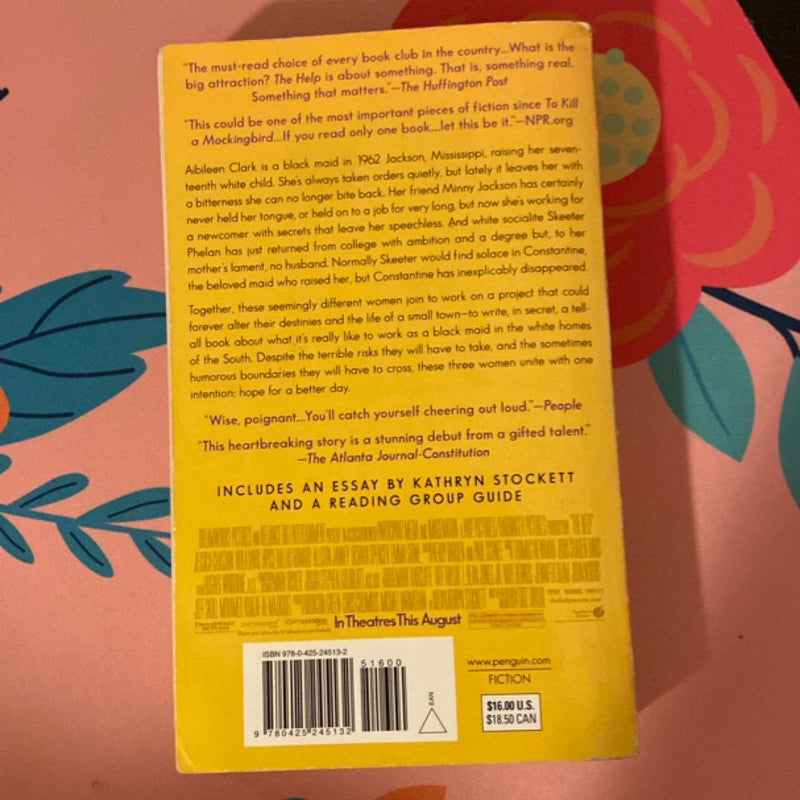 "The must-read choice of every book club in the country...What is the
big attraction? The Help is about something. That is, something real.
Something that matters."—The Huffington Post
"This could be one of the most important pieces of fiction since To Kill
a Mockingbird...If you read only one book...let this be it."—NPR.org
Aibileen Clark is a black maid in 1962 Jackson, Mississippi, raising her seven-
teenth white child. She's always taken orders quietly, but lately it leaves her with
a bitterness she can no longer bite back. Her friend Minny Jackson has certainly
never held her tongue, or held on to a job for very long, but now she's working for
a newcomer with secrets that leave her speechless. And white socialite Skeeter
Phelan has just returned from college with ambition and a degree but, to her
mother's lament, no husband. Normally Skeeter would find solace in Constantine,
the beloved maid who raised her, but Constantine has inexplicably disappeared.
Together, these seemingly different women join to work on a project that could
forever alter their destinies and the life of a small town—to write, in secret, a tell-
all book about what it's really like to work as a black maid in the white homes
of the South. Despite the terrible risks they will have to take, and the sometimes
humorous boundaries they will have to cross, these three women unite with one
intention: hope for a better day.
"Wise, poignant...You'll catch yourself cheering out loud."—People
"This heartbreaking story is a stunning debut from a gifted talent."
—The Atlanta Journal-Constitution
INCLUDES AN ESSAY BY KATHRYN STOCKETT
AND A READING GROUP GUIDE
In Theatres This August
ISBN 978-0-425-24513-2
51600
9 780425 245132
EAN
www.penguin.com
FICTION
$16.00 U.S.
$18.50 CAN